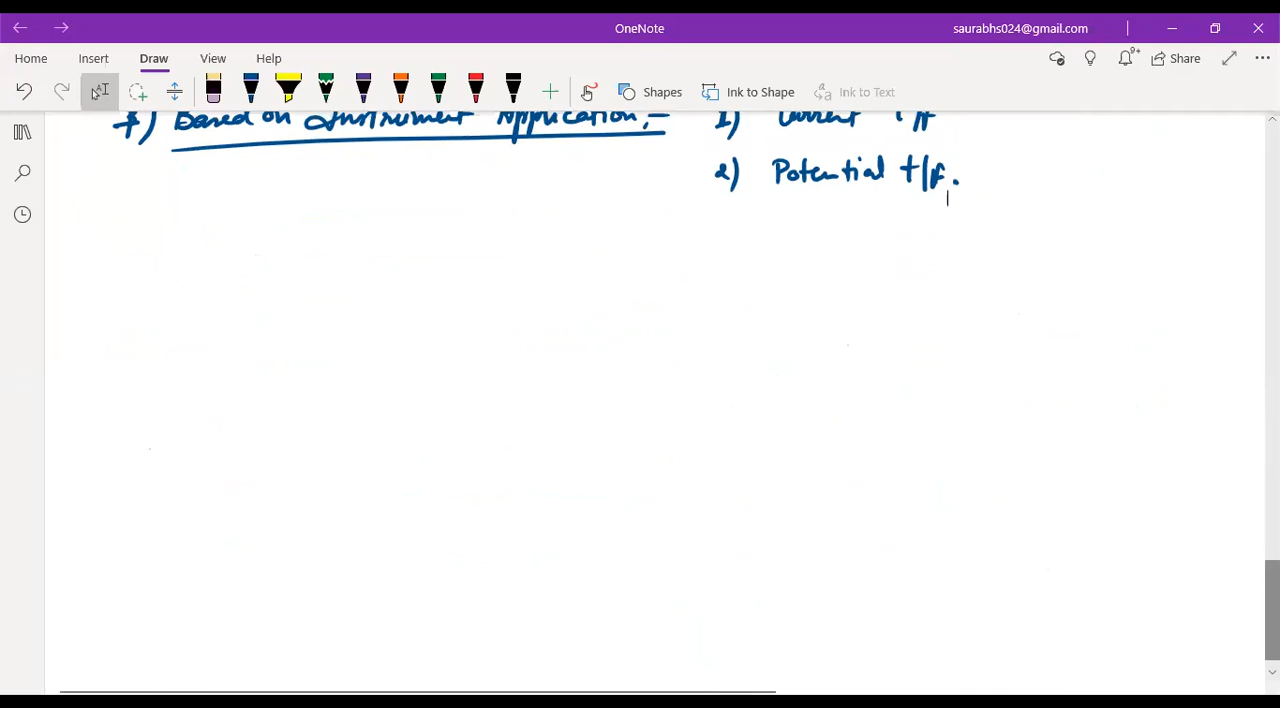 OneNote
saurabhs024@gmail.com
Home Insert Draw View Help
Share
Shapes
Ink to Shape
Ink to Text
7) Based on Instrument Application:- 1) Current t/f
2) Potential t/f.